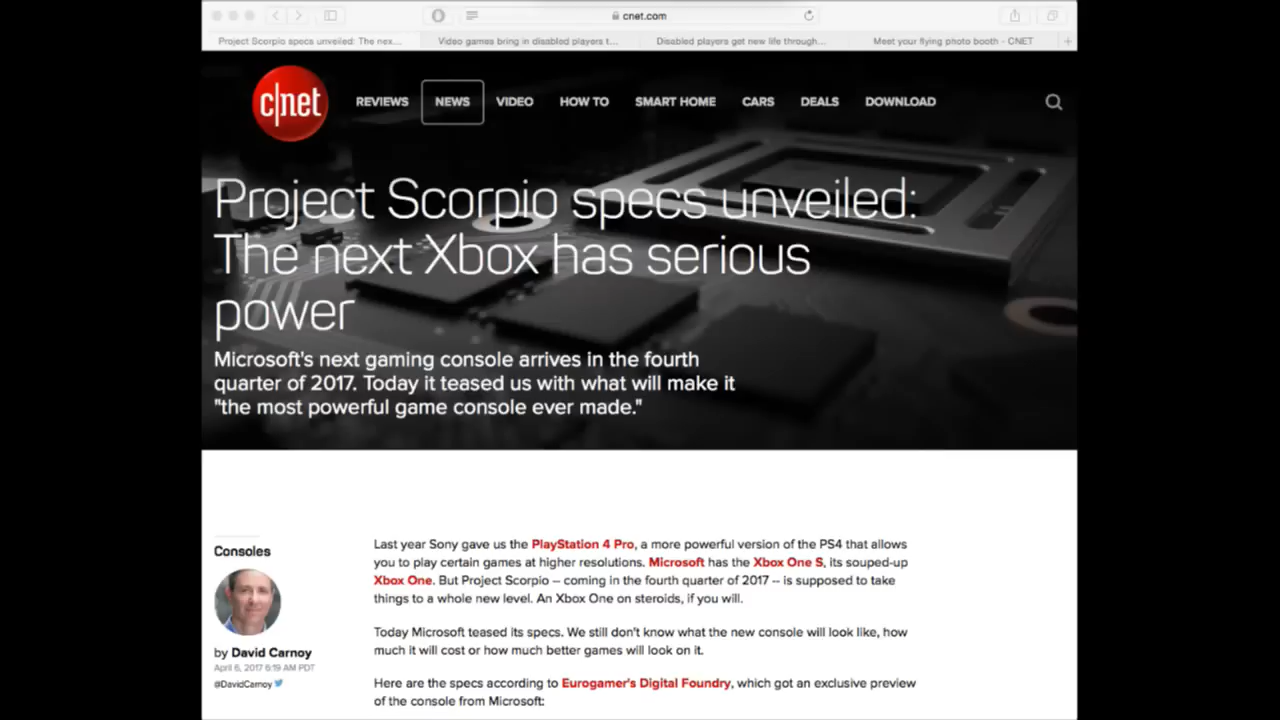 cnet.com
Project Scorpio specs unveiled: The nex...
Video games bring in disabled players t...
Disabled players get new life through...
Meet your flying photo booth - CNET
c|net
REVIEWS
NEWS
VIDEO
HOW TO
SMART HOME
CARS
DEALS
DOWNLOAD
Project Scorpio specs unveiled:
The next Xbox has serious
power
Microsoft's next gaming console arrives in the fourth
quarter of 2017. Today it teased us with what will make it
"the most powerful game console ever made."
Consoles
by David Carnoy
April 6, 2017 6:19 AM PDT
@DavidCarnoy
Last year Sony gave us the PlayStation 4 Pro, a more powerful version of the PS4 that allows
you to play certain games at higher resolutions. Microsoft has the Xbox One S, its souped-up
Xbox One. But Project Scorpio -- coming in the fourth quarter of 2017 -- is supposed to take
things to a whole new level. An Xbox One on steroids, if you will.
Today Microsoft teased its specs. We still don't know what the new console will look like, how
much it will cost or how much better games will look on it.
Here are the specs according to Eurogamer's Digital Foundry, which got an exclusive preview
of the console from Microsoft: